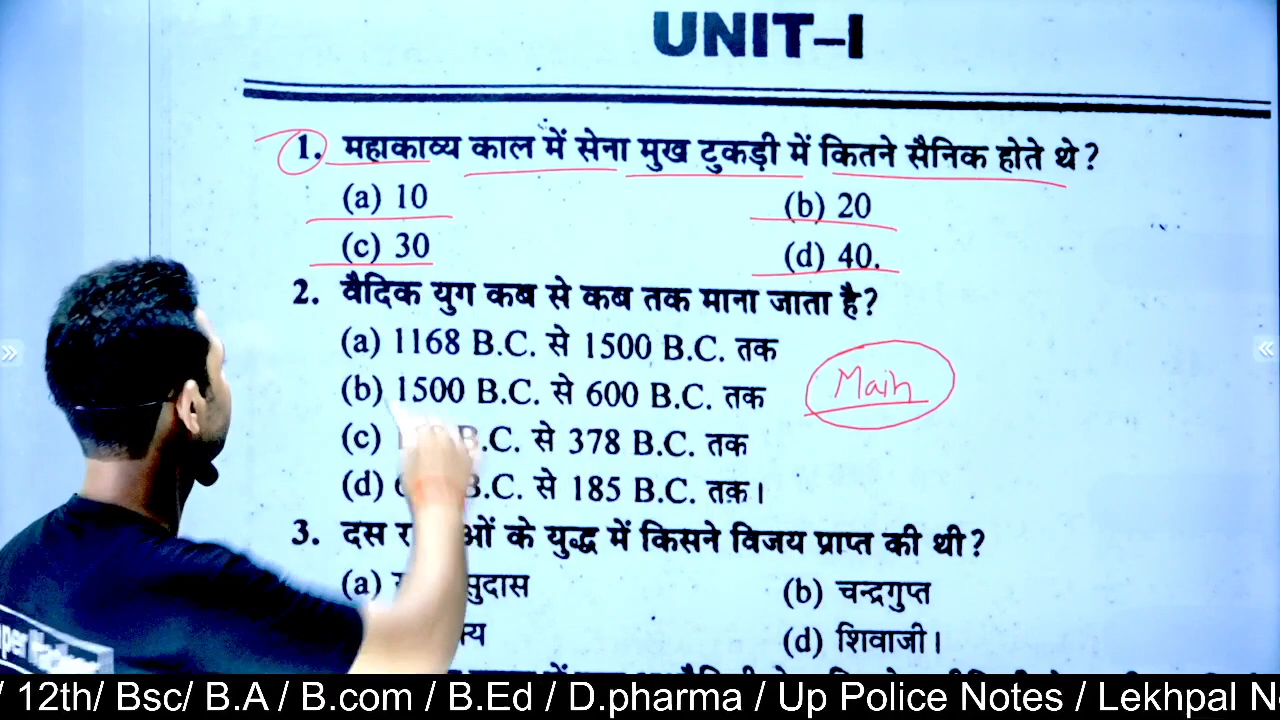 UNIT–I
1. महाकाव्य काल में सेना मुख टुकड़ी में कितने सैनिक होते थे?
(a) 10 (b) 20
(c) 30 (d) 40.
2. वैदिक युग कब से कब तक माना जाता है?
(a) 1168 B.C. से 1500 B.C. तक
(b) 1500 B.C. से 600 B.C. तक
Main
(c) B.C. से 378 B.C. तक
(d) B.C. से 185 B.C. तक।
3. दस के युद्ध में किसने विजय प्राप्त की थी?
(a) सुदास (b) चन्द्रगुप्त
(d) शिवाजी।
/ 12th/ Bsc/ B.A / B.com / B.Ed / D.pharma / Up Police Notes / Lekhpal N